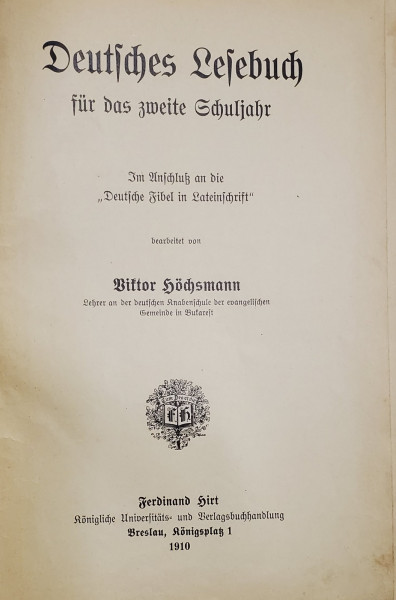 Deutsches Lesebuch
für das zweite Schuljahr
Im Anschluß an die
„Deutsche Fibel in Lateinschrift“
bearbeitet von
Viktor Höchsmann
Lehrer an der deutschen Knabenschule der evangelischen
Gemeinde in Bukarest
F H
Ferdinand Hirt
Königliche Universitäts- und Verlagsbuchhandlung
Breslau, Königsplatz 1
1910